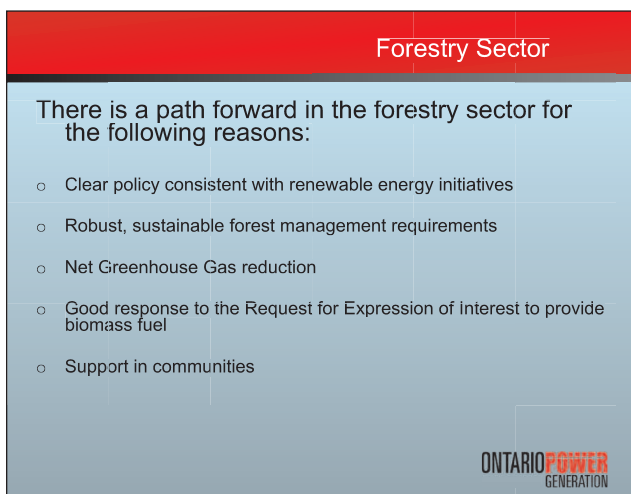 Forestry Sector
There is a path forward in the forestry sector for
the following reasons:
o Clear policy consistent with renewable energy initiatives
o Robust, sustainable forest management requirements
o Net Greenhouse Gas reduction
o Good response to the Request for Expression of Interest to provide
biomass fuel
o Support in communities
ONTARIOPOWER
GENERATION